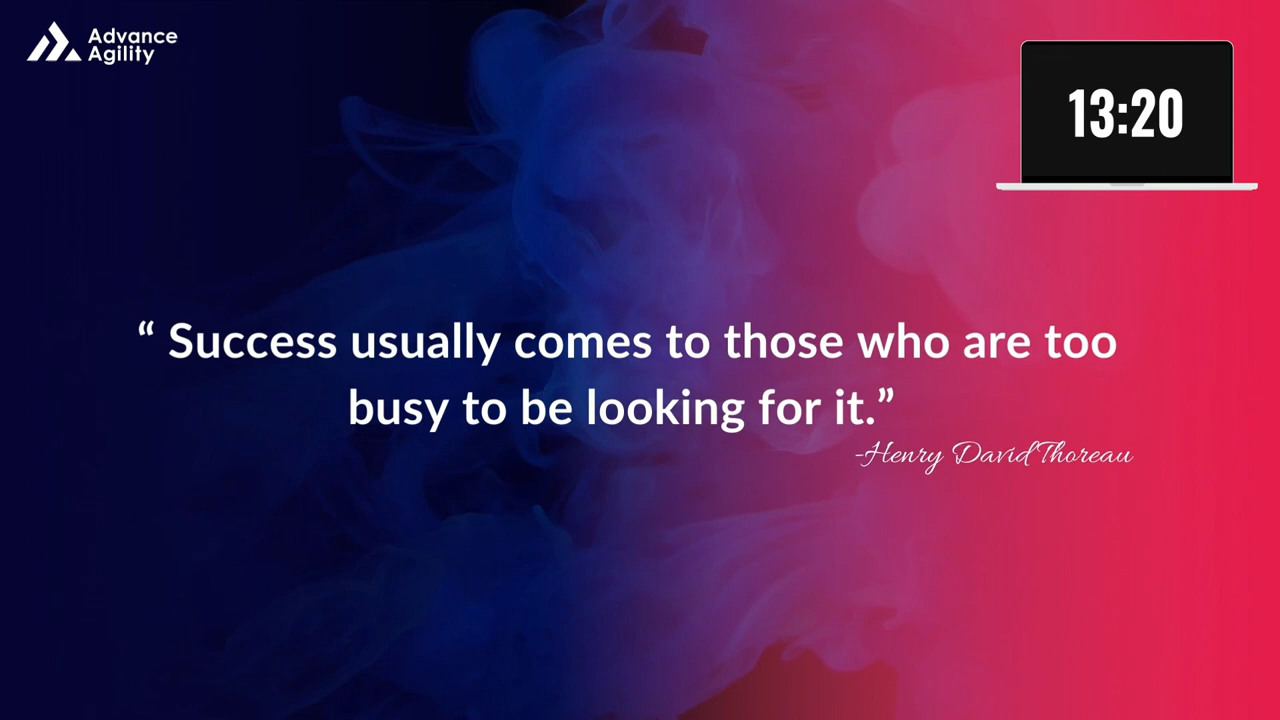 Advance
Agility
13:20
“ Success usually comes to those who are too
busy to be looking for it.”
-Henry David Thoreau